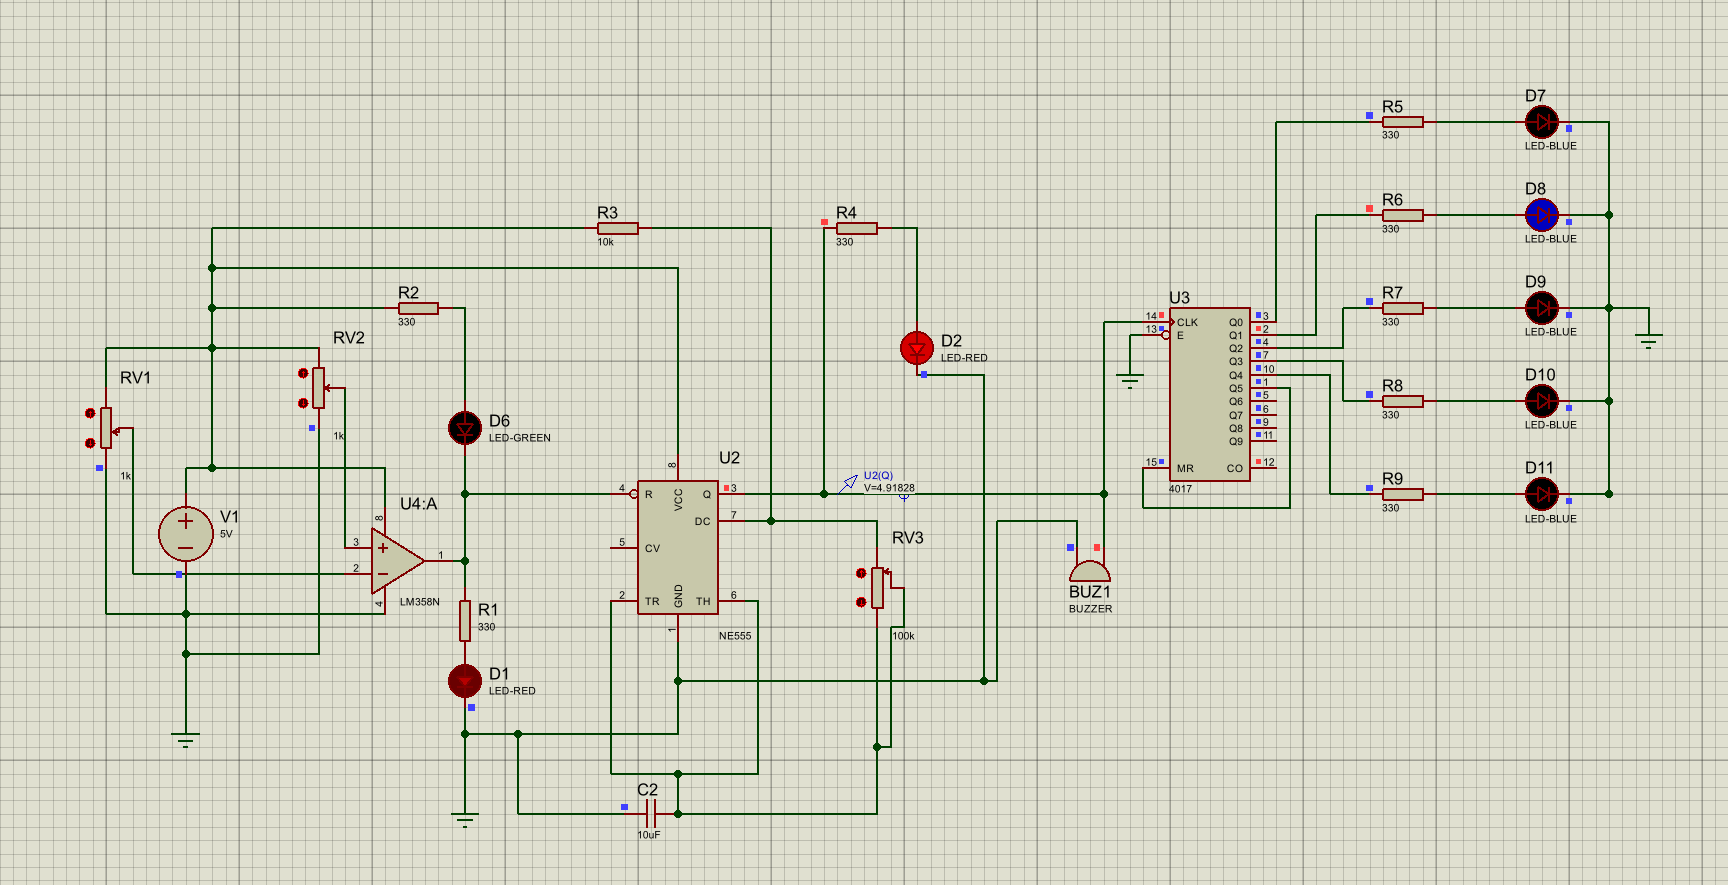 D7
R5
330
LED-BLUE
D8
R6
330
LED-BLUE
R3
10k
R4
330
D9
R7
330
LED-BLUE
R2
330
RV2
1k
RV1
1k
D2
LED-RED
U3
14
CLK
13
E
15
MR
Q0
3
Q1
2
Q2
4
Q3
7
Q4
10
Q5
1
Q6
5
Q7
6
Q8
9
Q9
11
CO
12
4017
D10
R8
330
LED-BLUE
D6
LED-GREEN
U2
8
4
R
VCC
Q
3
DC
7
5
CV
2
TR
GND
TH
6
1
NE555
U2(Q)
V=4.91828
D11
R9
330
LED-BLUE
V1
5V
U4:A
8
3
2
1
4
LM358N
RV3
100k
BUZ1
BUZZER
R1
330
D1
LED-RED
C2
10uF